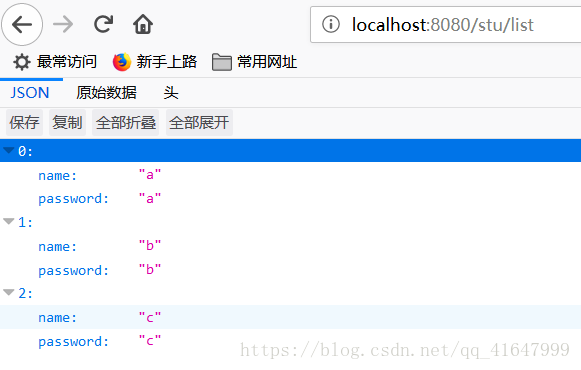 localhost:8080/stu/list
最常访问 新手上路 常用网址
JSON 原始数据 头
保存 复制 全部折叠 全部展开
0:
name: "a"
password: "a"
1:
name: "b"
password: "b"
2:
name: "c"
password: "c"
https://blog.csdn.net/qq_41647999